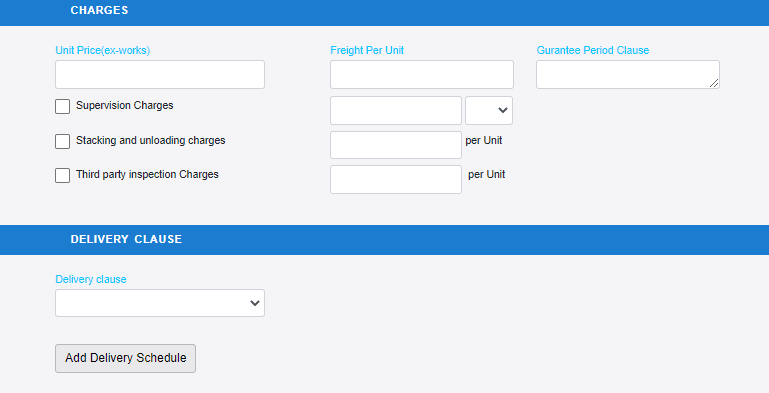 CHARGES
Unit Price(ex-works) Freight Per Unit Gurantee Period Clause
Supervision Charges
Stacking and unloading charges per Unit
Third party inspection Charges per Unit
DELIVERY CLAUSE
Delivery clause
Add Delivery Schedule